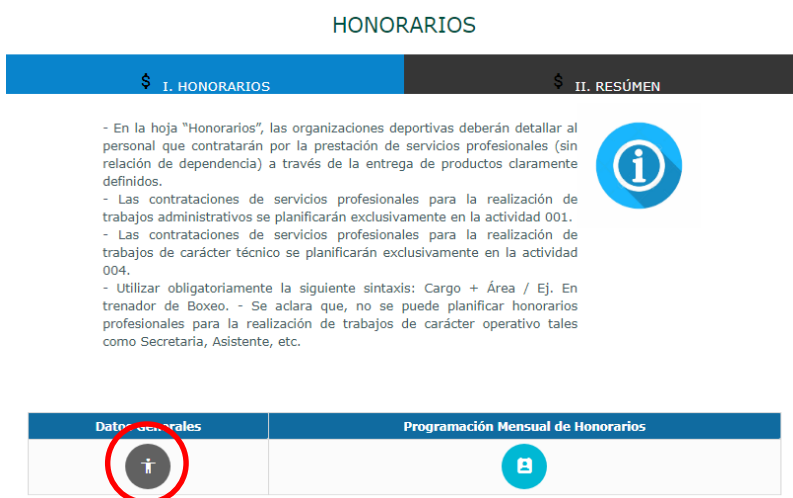 HONORARIOS
$ I. HONORARIOS
$ II. RESÚMEN
- En la hoja “Honorarios”, las organizaciones deportivas deberán detallar al
personal que contratarán por la prestación de servicios profesionales (sin
relación de dependencia) a través de la entrega de productos claramente
definidos.
- Las contrataciones de servicios profesionales para la realización de
trabajos administrativos se planificarán exclusivamente en la actividad 001.
- Las contrataciones de servicios profesionales para la realización de
trabajos de carácter técnico se planificarán exclusivamente en la actividad
004.
- Utilizar obligatoriamente la siguiente sintaxis: Cargo + Área / Ej. En
trenador de Boxeo. - Se aclara que, no se puede planificar honorarios
profesionales para la realización de trabajos de carácter operativo tales
como Secretaria, Asistente, etc.
Datos Generales
Programación Mensual de Honorarios